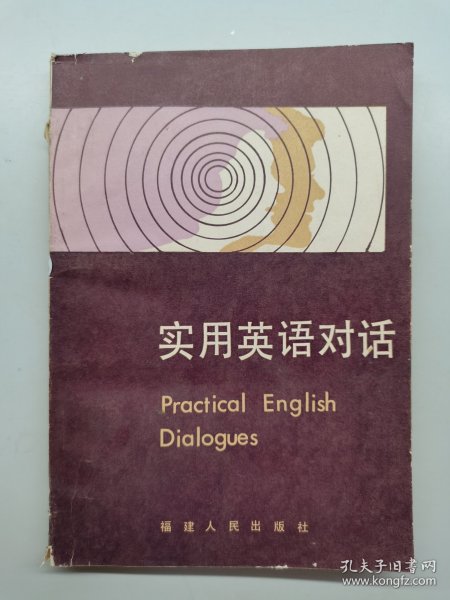 实用英语对话
Practical English
Dialogues
福建人民出版社
孔夫子旧书网
www.kongfz.com